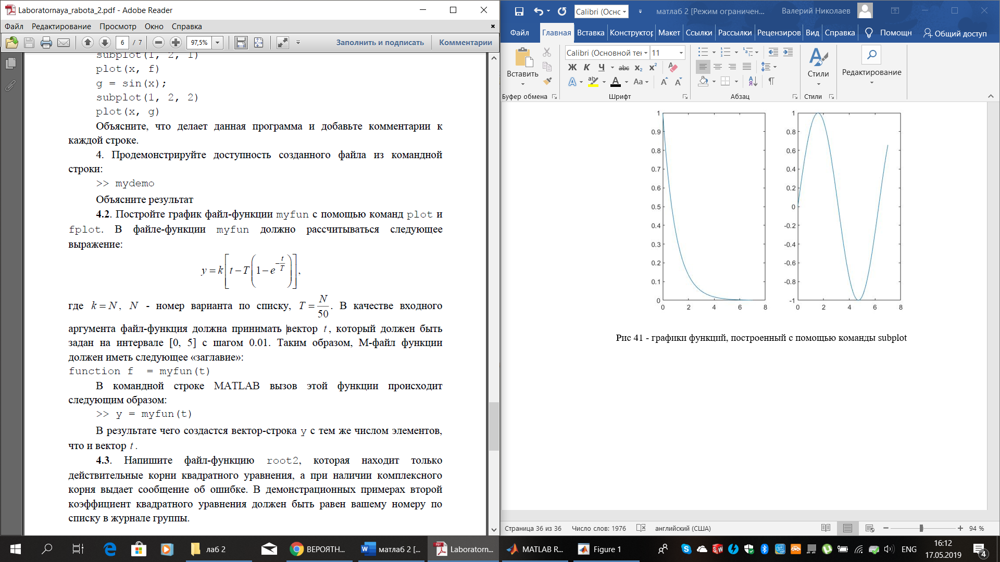 Laboratornaya_rabota_2.pdf - Adobe Reader
Файл Редактирование Просмотр Окно Справка
6 / 7 97,5% Заполнить и подписать Комментарии
subplot(1, 2, 1)
plot(x, f)
g = sin(x);
subplot(1, 2, 2)
plot(x, g)
Объясните, что делает данная программа и добавьте комментарии к
каждой строке.
4. Продемонстрируйте доступность созданного файла из командной
строки:
>> mydemo
Объясните результат
4.2. Постройте график файл-функции myfun с помощью команд plot и
fplot. В файле-функции myfun должно рассчитываться следующее
выражение:
y = k[t − T(1 − e^{−t/T})],
где k = N, N - номер варианта по списку, T = N/50. В качестве входного
аргумента файл-функция должна принимать вектор t, который должен быть
задан на интервале [0, 5] с шагом 0.01. Таким образом, М-файл функции
должен иметь следующее «заглавие»:
function f = myfun(t)
В командной строке MATLAB вызов этой функции происходит
следующим образом:
>> y = myfun(t)
В результате чего создастся вектор-строка y с тем же числом элементов,
что и вектор t.
4.3. Напишите файл-функцию root2, которая находит только
действительные корни квадратного уравнения, а при наличии комплексного
корня выдает сообщение об ошибке. В демонстрационных примерах второй
коэффициент квадратного уравнения должен быть равен вашему номеру по
списку в журнале группы.
Calibri (Оснс матлаб 2 [Режим ограничен... Валерий Николаев
Файл Главная Вставка Конструктор Макет Ссылки Рассылки Рецензиров Вид Справка Помощн Общий доступ
Вставить
Calibri (Основной тек 11
Ж К Ч abc x₂ x² A
A ab A Aa A A
Стили
Редактирование
Буфер обмена Шрифт Абзац Стили
1
0.9
0.8
0.7
0.6
0.5
0.4
0.3
0.2
0.1
0
0 2 4 6 8
1
0.8
0.6
0.4
0.2
0
-0.2
-0.4
-0.6
-0.8
-1
0 2 4 6 8
Рис 41 - графики функций, построенный с помощью команды subplot
Страница 36 из 36 Число слов: 1976 английский (США) 94 %
лаб 2 ВЕРОЯТН... матлаб 2 [... Laboratorn... MATLAB R... Figure 1 ENG 16:12
17.05.2019 4